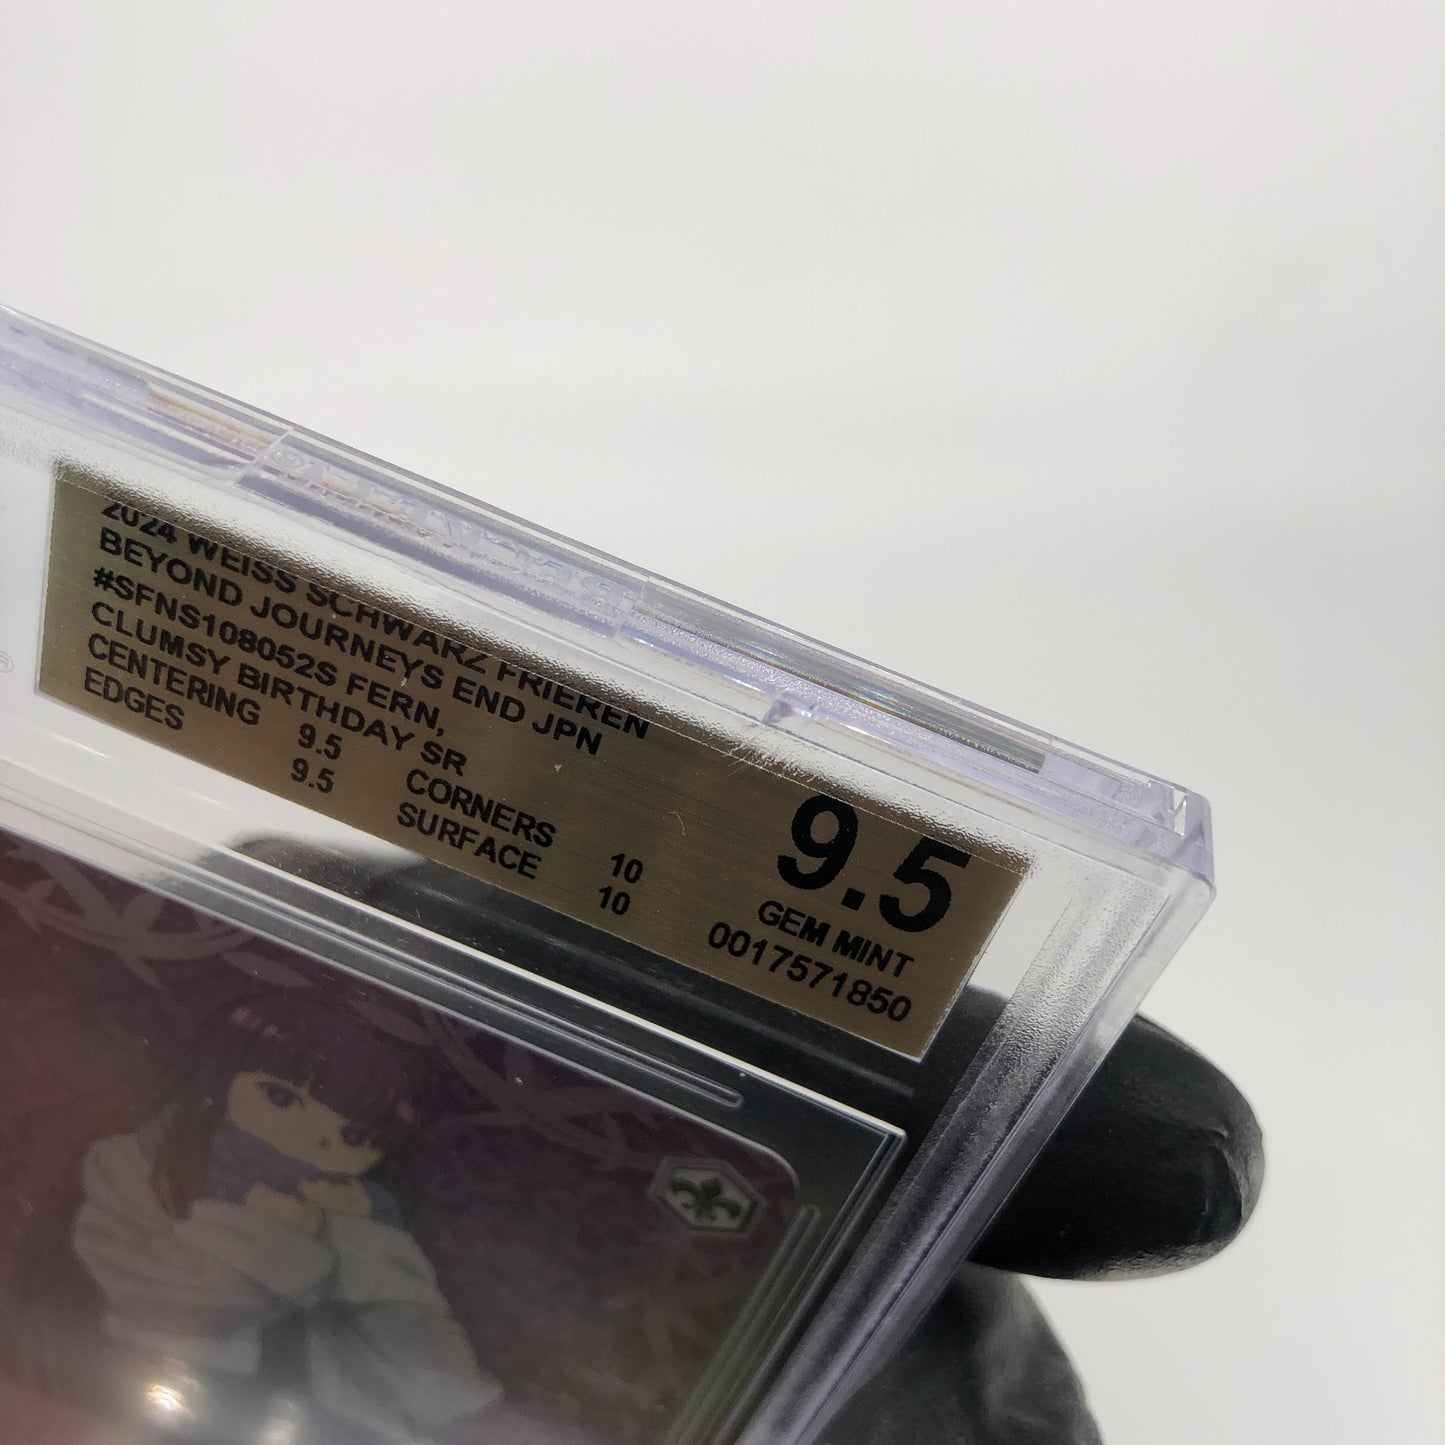 2024 WEISS SCHWARZ FRIEREN
BEYOND JOURNEYS END JPN
#SFNS108052S FERN,
CLUMSY BIRTHDAY SR
CENTERING 9.5 CORNERS 10
EDGES 9.5 SURFACE 10
9.5
GEM MINT
0017571850
®